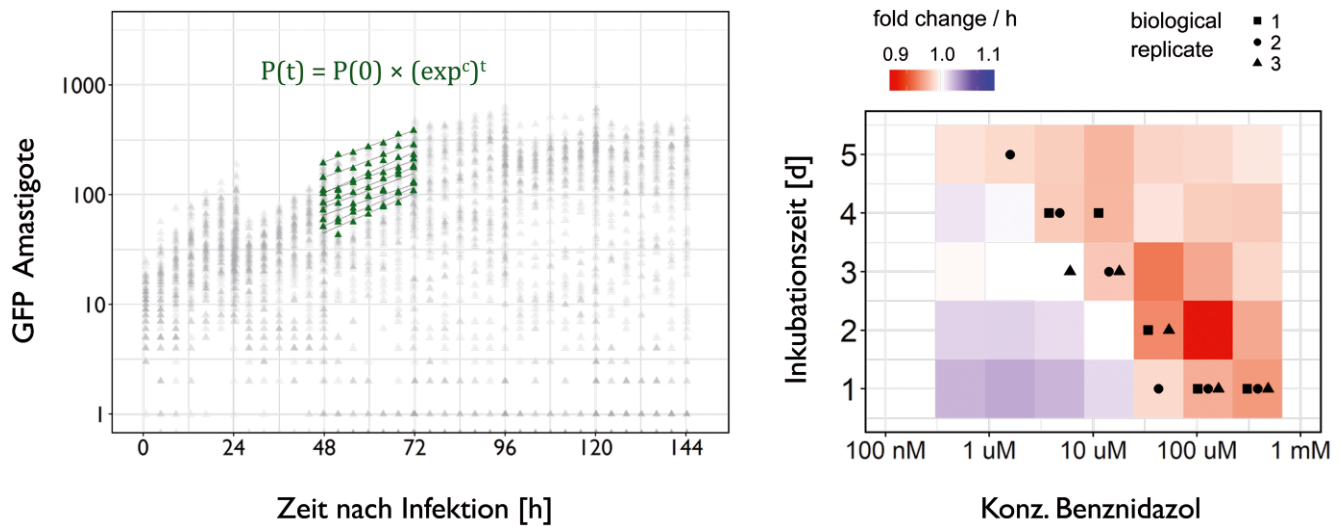 P(t) = P(0) × (expᶜ)ᵗ
1000
100
10
1
GFP Amastigote
0 24 48 72 96 120 144
Zeit nach Infektion [h]
fold change / h
0.9 1.0 1.1
biological
replicate
1
2
3
5
4
3
2
1
Inkubationszeit [d]
100 nM 1 uM 10 uM 100 uM 1 mM
Konz. Benznidazol